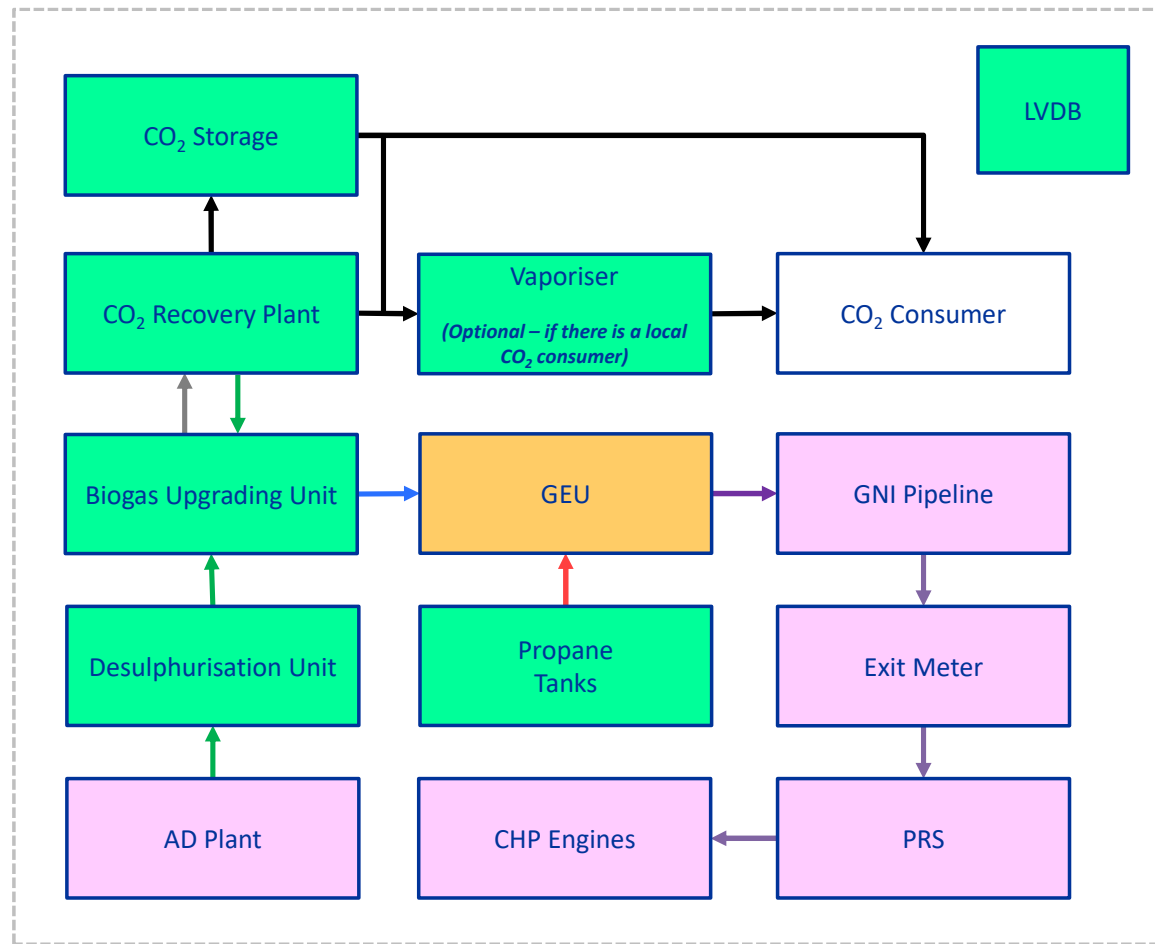 CO₂ Storage
LVDB
CO₂ Recovery Plant
Vaporiser
(Optional – if there is a local
CO₂ consumer)
CO₂ Consumer
Biogas Upgrading Unit
GEU
GNI Pipeline
Desulphurisation Unit
Propane
Tanks
Exit Meter
AD Plant
CHP Engines
PRS